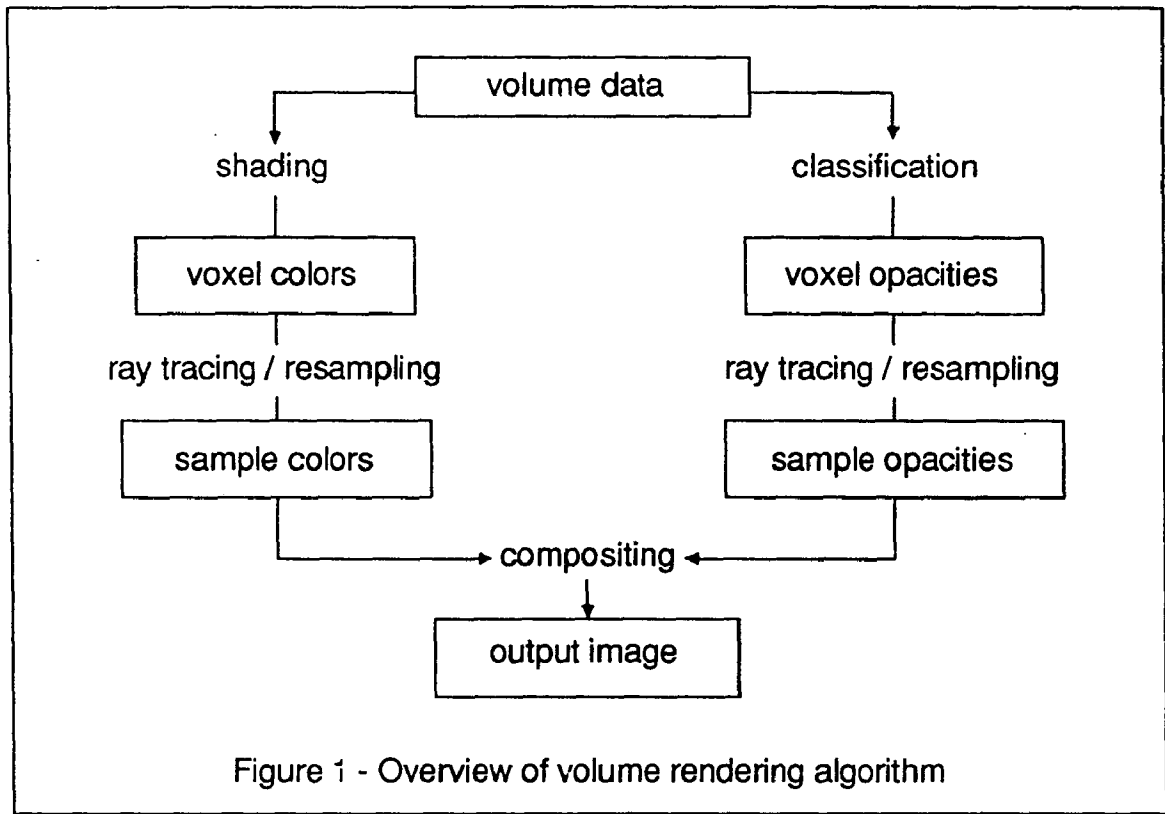 volume data
shading
classification
voxel colors
voxel opacities
ray tracing / resampling
ray tracing / resampling
sample colors
sample opacities
compositing
output image
Figure 1 - Overview of volume rendering algorithm